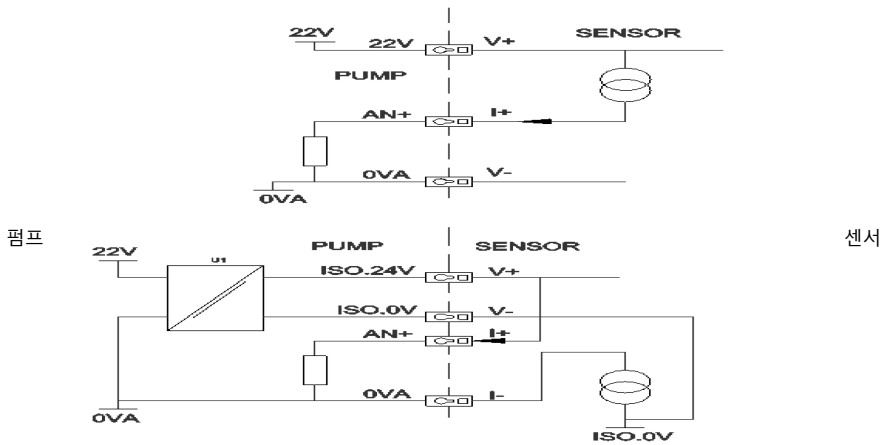 22V 22V V+ SENSOR
PUMP
AN+ I+
0VA V-
0VA
펌프 센서
22V U1 PUMP SENSOR
ISO.24V V+
ISO.0V V-
AN+ I+
0VA I-
0VA
ISO.0V